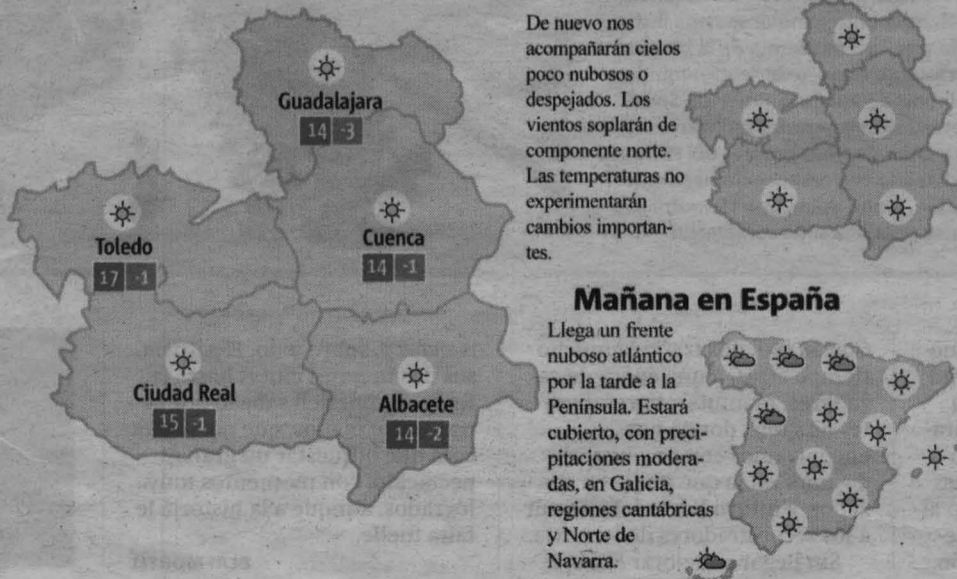 Guadalajara
14 -3
Toledo
17 -1
Cuenca
14 -1
Ciudad Real
15 -1
Albacete
14 -2
De nuevo nos
acompañarán cielos
poco nubosos o
despejados. Los
vientos soplarán de
componente norte.
Las temperaturas no
experimentarán
cambios importan-
tes.
Mañana en España
Llega un frente
nuboso atlántico
por la tarde a la
Península. Estará
cubierto, con preci-
pitaciones modera-
das, en Galicia,
regiones cantábricas
y Norte de
Navarra.